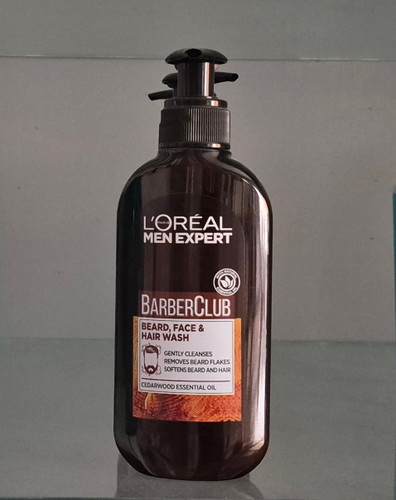 L'ORÉAL
MEN EXPERT
BARBERCLUB
BEARD, FACE &
HAIR WASH
GENTLY CLEANSES
REMOVES BEARD FLAKES
SOFTENS BEARD AND HAIR
CEDARWOOD ESSENTIAL OIL